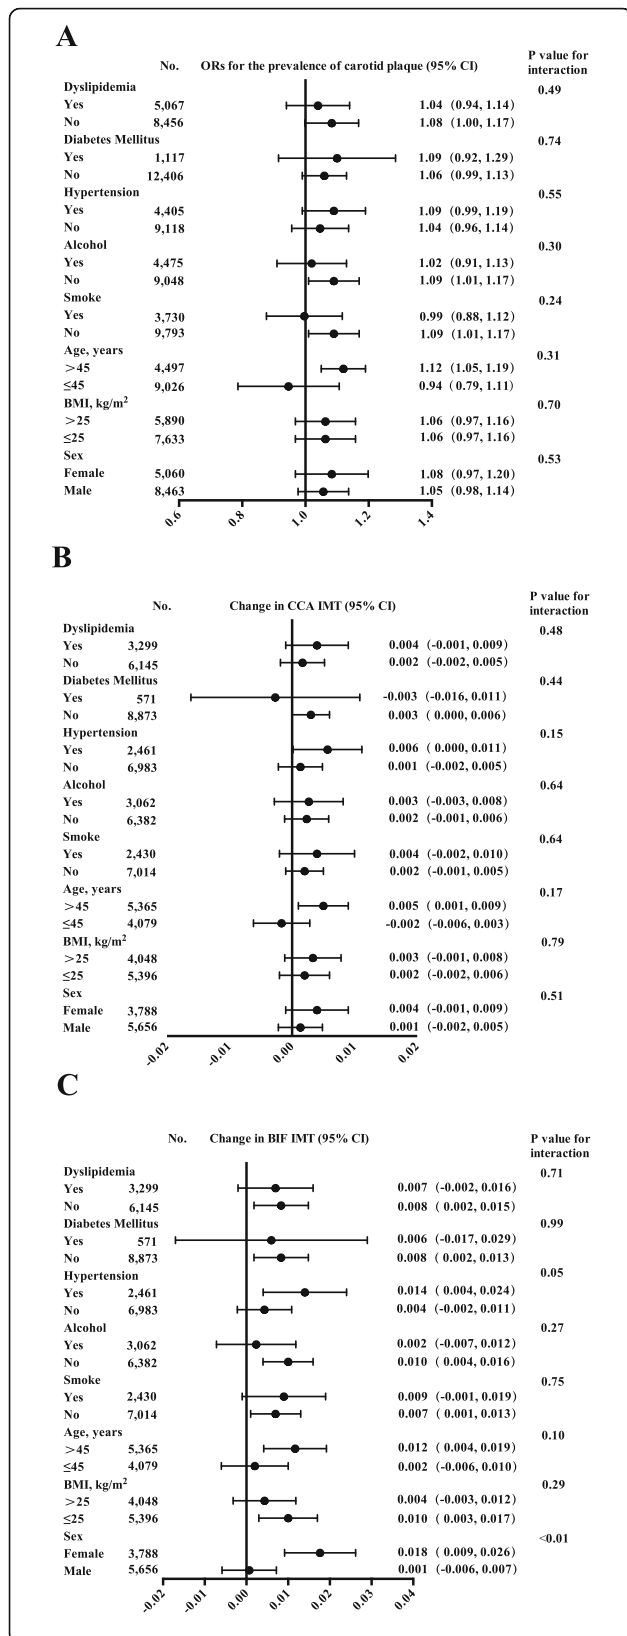 A
No. ORs for the prevalence of carotid plaque (95% CI) P value for interaction
Dyslipidemia 0.49
Yes 5,067 1.04 (0.94, 1.14)
No 8,456 1.08 (1.00, 1.17)
Diabetes Mellitus 0.74
Yes 1,117 1.09 (0.92, 1.29)
No 12,406 1.06 (0.99, 1.13)
Hypertension 0.55
Yes 4,405 1.09 (0.99, 1.19)
No 9,118 1.04 (0.96, 1.14)
Alcohol 0.30
Yes 4,475 1.02 (0.91, 1.13)
No 9,048 1.09 (1.01, 1.17)
Smoke 0.24
Yes 3,730 0.99 (0.88, 1.12)
No 9,793 1.09 (1.01, 1.17)
Age, years 0.31
>45 4,497 1.12 (1.05, 1.19)
≤45 9,026 0.94 (0.79, 1.11)
BMI, kg/m² 0.70
>25 5,890 1.06 (0.97, 1.16)
≤25 7,633 1.06 (0.97, 1.16)
Sex 0.53
Female 5,060 1.08 (0.97, 1.20)
Male 8,463 1.05 (0.98, 1.14)
0.6 0.8 1.0 1.2 1.4
B
No. Change in CCA IMT (95% CI) P value for interaction
Dyslipidemia 0.48
Yes 3,299 0.004 (-0.001, 0.009)
No 6,145 0.002 (-0.002, 0.005)
Diabetes Mellitus 0.44
Yes 571 -0.003 (-0.016, 0.011)
No 8,873 0.003 ( 0.000, 0.006)
Hypertension 0.15
Yes 2,461 0.006 ( 0.000, 0.011)
No 6,983 0.001 (-0.002, 0.005)
Alcohol 0.64
Yes 3,062 0.003 (-0.003, 0.008)
No 6,382 0.002 (-0.001, 0.006)
Smoke 0.64
Yes 2,430 0.004 (-0.002, 0.010)
No 7,014 0.002 (-0.001, 0.005)
Age, years 0.17
>45 5,365 0.005 ( 0.001, 0.009)
≤45 4,079 -0.002 (-0.006, 0.003)
BMI, kg/m² 0.79
>25 4,048 0.003 (-0.001, 0.008)
≤25 5,396 0.002 (-0.002, 0.006)
Sex 0.51
Female 3,788 0.004 (-0.001, 0.009)
Male 5,656 0.001 (-0.002, 0.005)
-0.02 -0.01 0.00 0.01 0.02
C
No. Change in BIF IMT (95% CI) P value for interaction
Dyslipidemia 0.71
Yes 3,299 0.007 (-0.002, 0.016)
No 6,145 0.008 ( 0.002, 0.015)
Diabetes Mellitus 0.99
Yes 571 0.006 (-0.017, 0.029)
No 8,873 0.008 ( 0.002, 0.013)
Hypertension 0.05
Yes 2,461 0.014 ( 0.004, 0.024)
No 6,983 0.004 (-0.002, 0.011)
Alcohol 0.27
Yes 3,062 0.002 (-0.007, 0.012)
No 6,382 0.010 ( 0.004, 0.016)
Smoke 0.75
Yes 2,430 0.009 (-0.001, 0.019)
No 7,014 0.007 ( 0.001, 0.013)
Age, years 0.10
>45 5,365 0.012 ( 0.004, 0.019)
≤45 4,079 0.002 (-0.006, 0.010)
BMI, kg/m² 0.29
>25 4,048 0.004 (-0.003, 0.012)
≤25 5,396 0.010 ( 0.003, 0.017)
Sex <0.01
Female 3,788 0.018 ( 0.009, 0.026)
Male 5,656 0.001 (-0.006, 0.007)
-0.02 -0.01 0.00 0.01 0.02 0.03 0.04